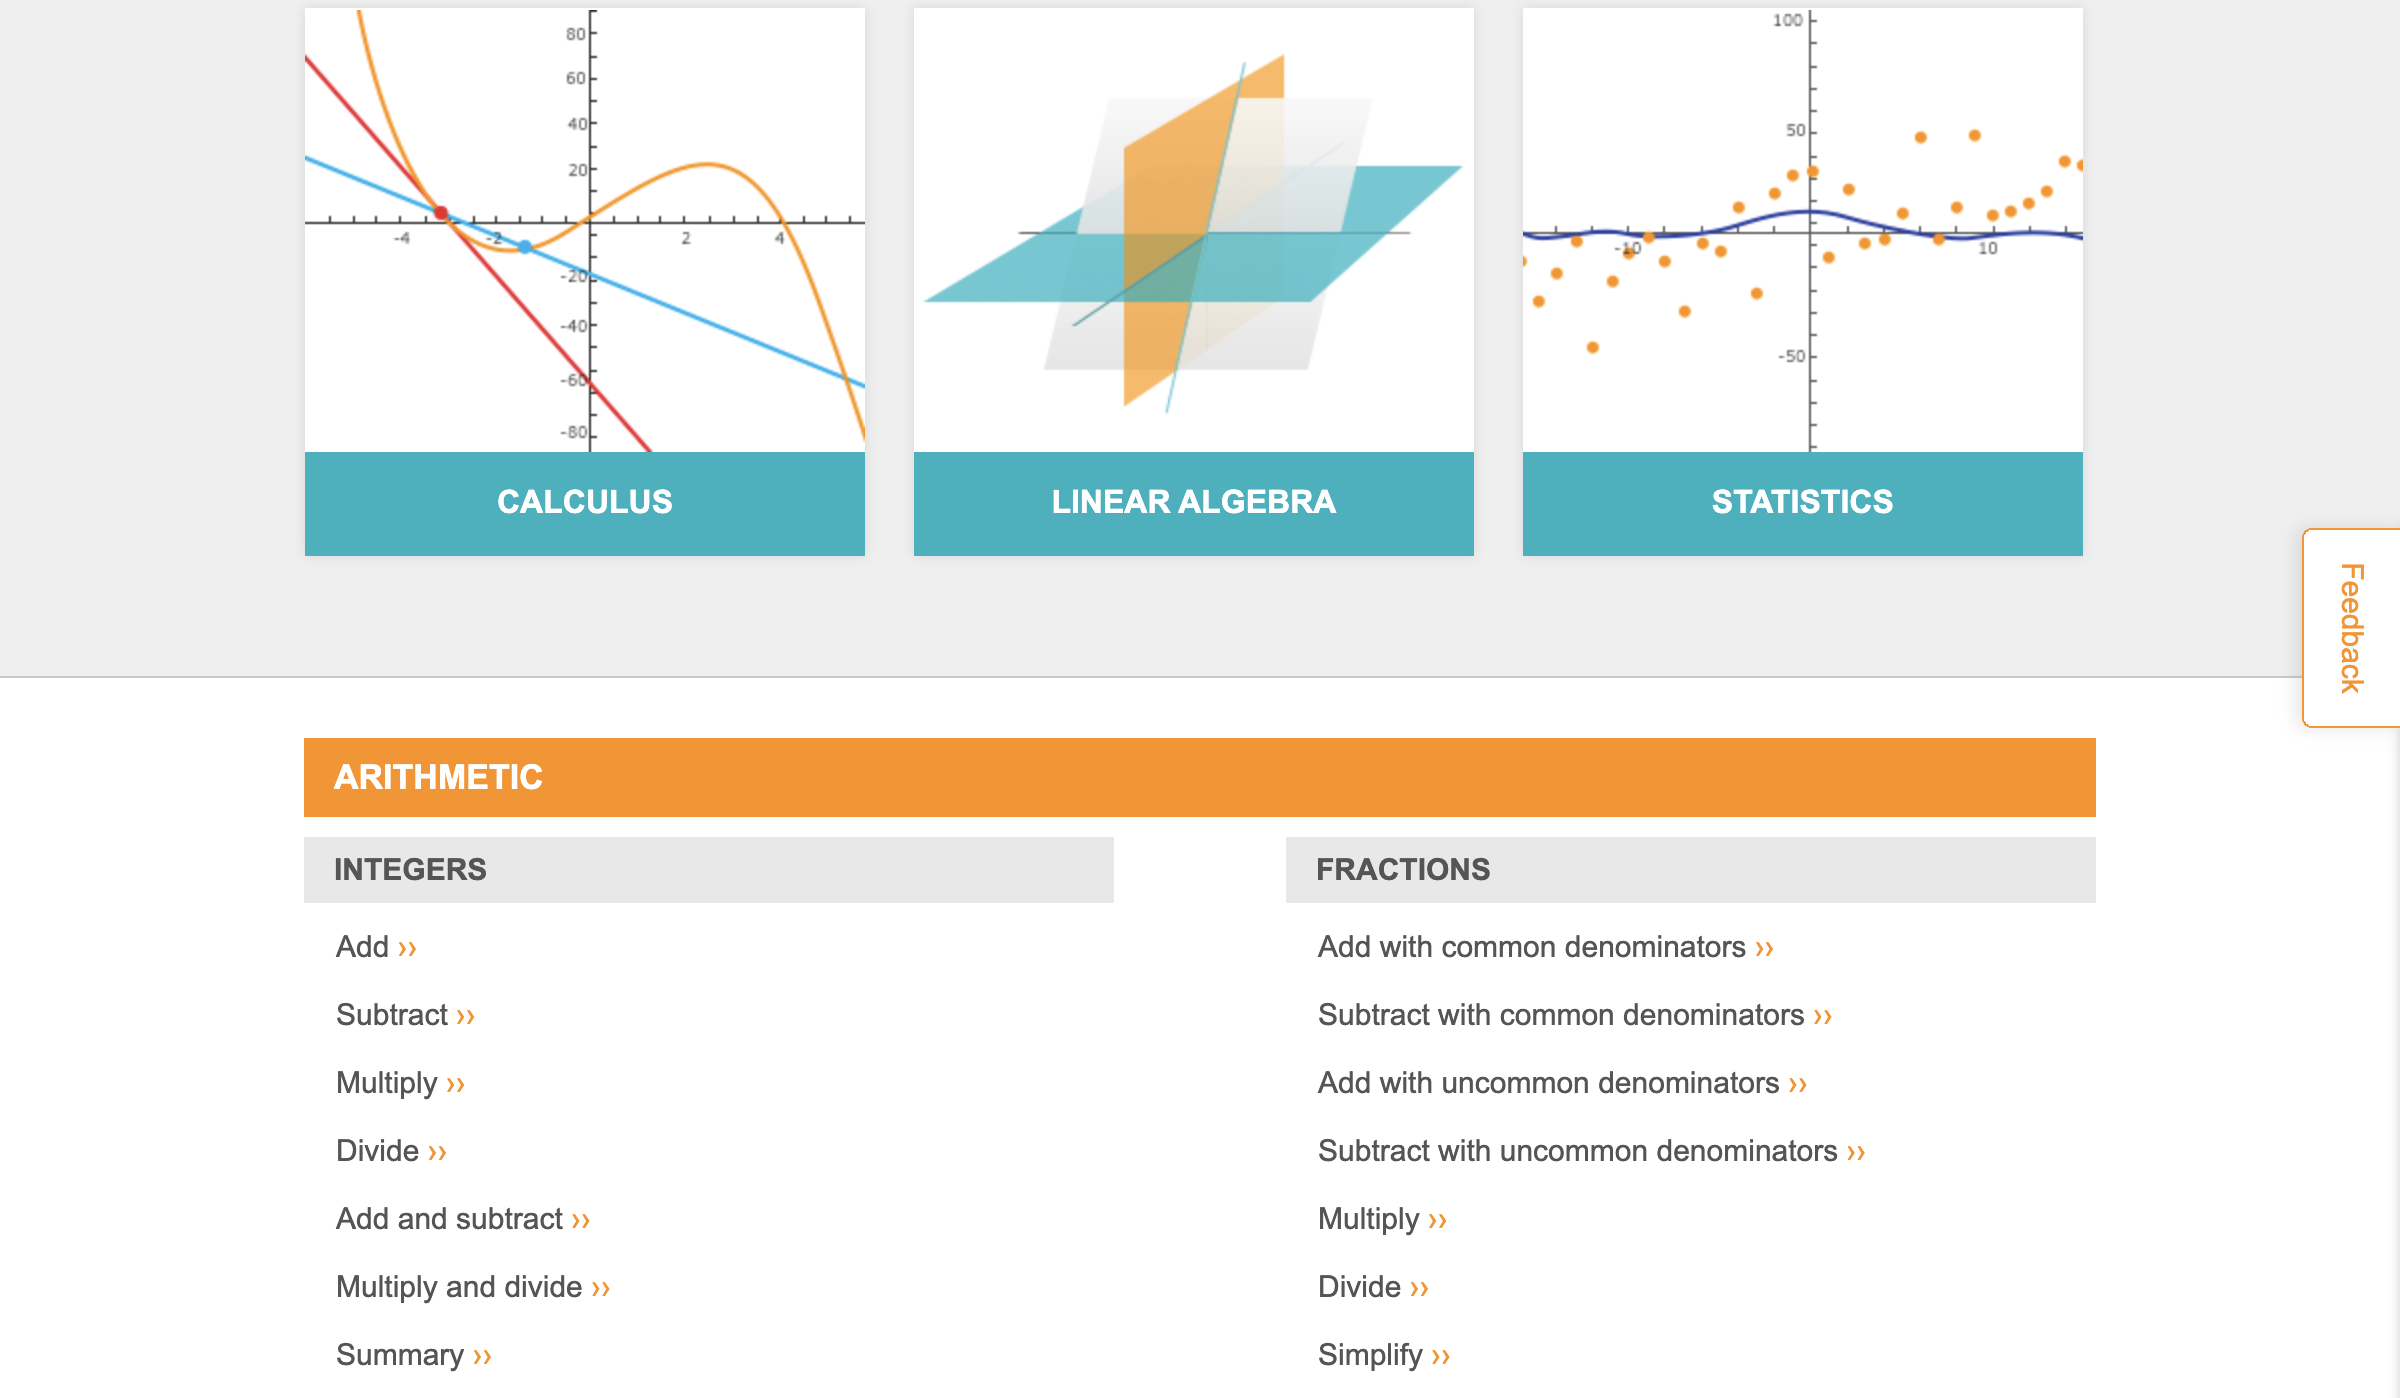 80
60
40
20
-4
-2
2
4
-20
-40
-60
-80
CALCULUS
LINEAR ALGEBRA
100
50
-10
10
-50
STATISTICS
Feedback
ARITHMETIC
INTEGERS
Add ››
Subtract ››
Multiply ››
Divide ››
Add and subtract ››
Multiply and divide ››
Summary ››
FRACTIONS
Add with common denominators ››
Subtract with common denominators ››
Add with uncommon denominators ››
Subtract with uncommon denominators ››
Multiply ››
Divide ››
Simplify ››